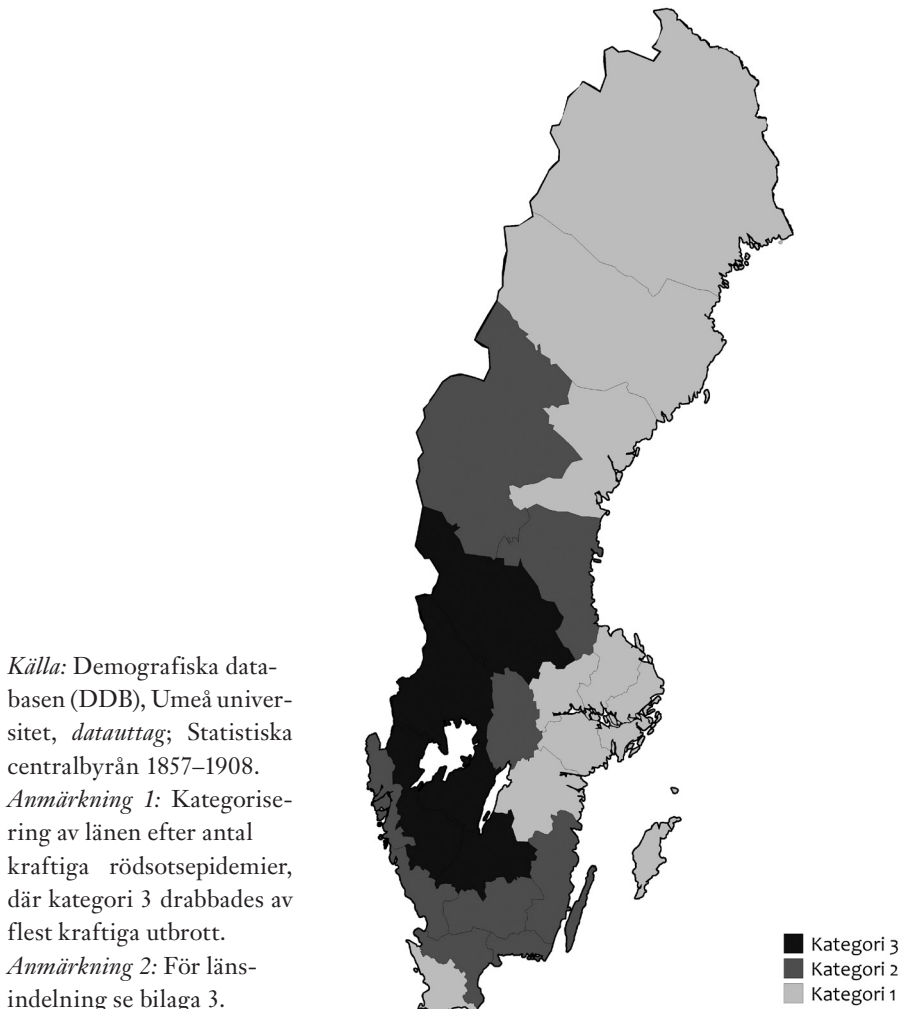 Källa: Demografiska data-
basen (DDB), Umeå univer-
sitet, datauttag; Statistiska
centralbyrån 1857–1908.
Anmärkning 1: Kategorise-
ring av länen efter antal
kraftiga rödsotsepidemier,
där kategori 3 drabbades av
flest kraftiga utbrott.
Anmärkning 2: För läns-
indelning se bilaga 3.
Kategori 3
Kategori 2
Kategori 1